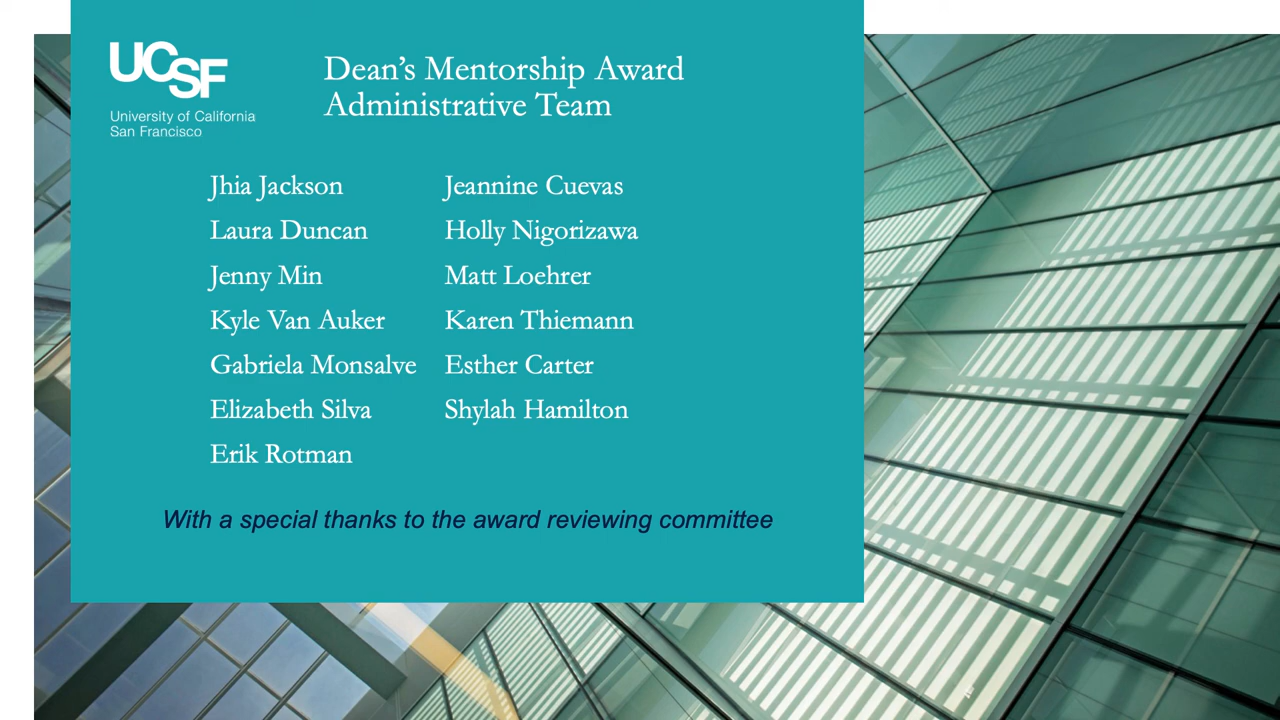 UCSF
University of California
San Francisco
Dean’s Mentorship Award
Administrative Team
Jhia Jackson
Laura Duncan
Jenny Min
Kyle Van Auker
Gabriela Monsalve
Elizabeth Silva
Erik Rotman
Jeannine Cuevas
Holly Nigorizawa
Matt Loehrer
Karen Thiemann
Esther Carter
Shylah Hamilton
With a special thanks to the award reviewing committee